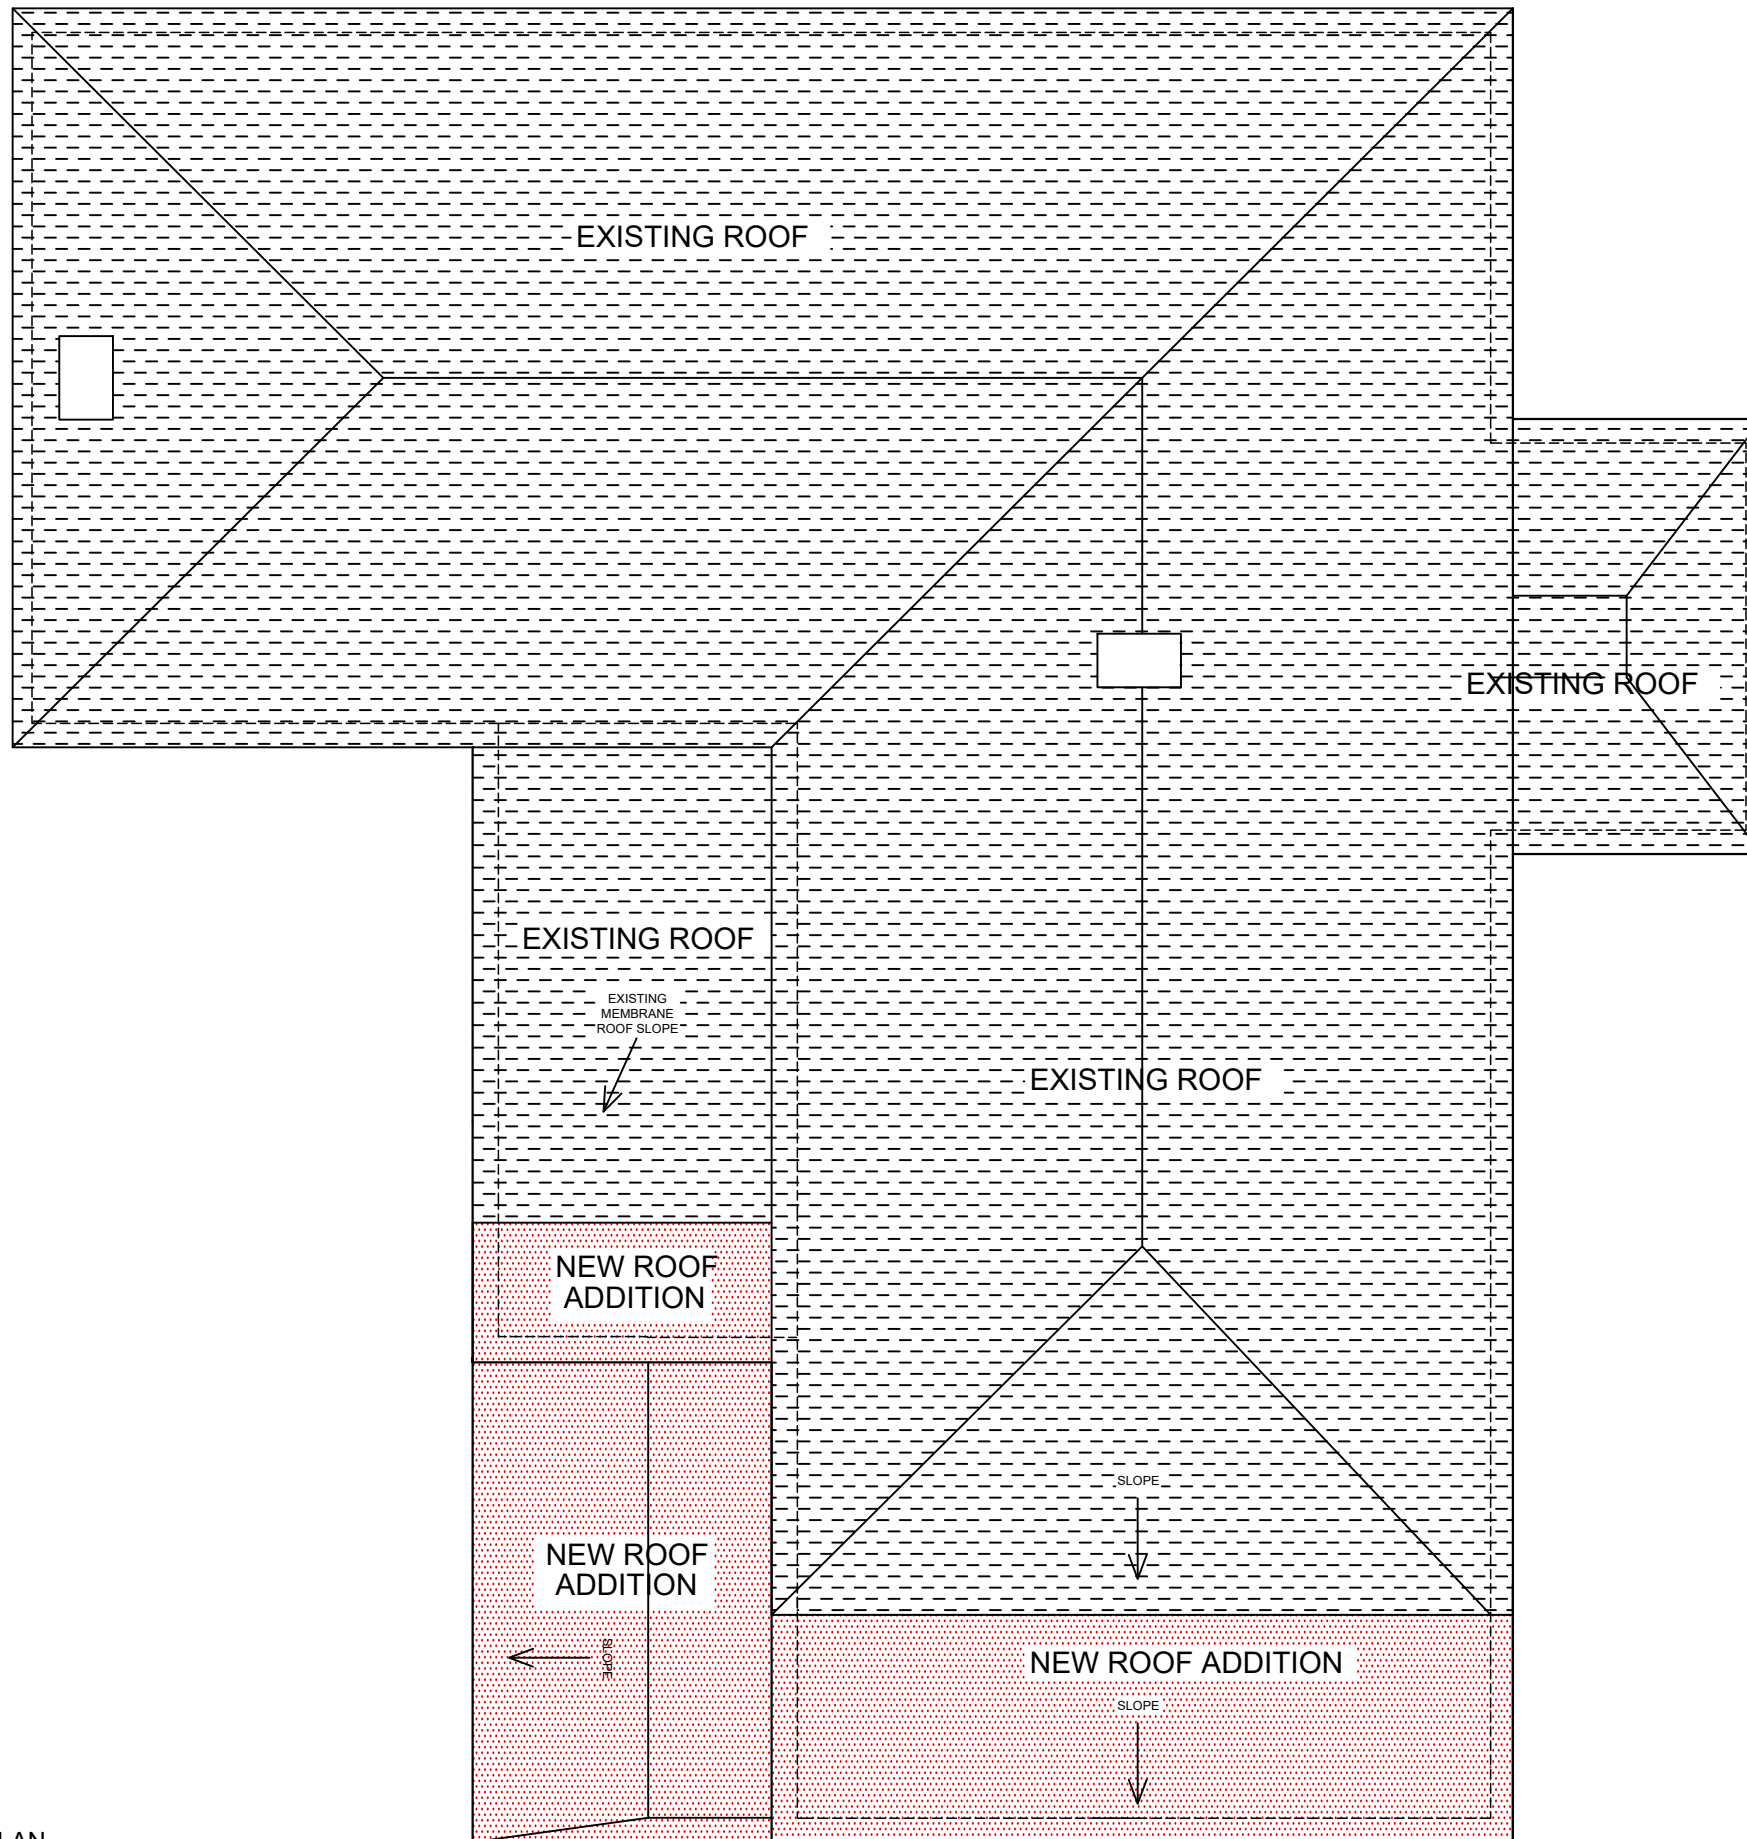 EXISTING ROOF
EXISTING ROOF
EXISTING ROOF
EXISTING
MEMBRANE
ROOF SLOPE
EXISTING ROOF
NEW ROOF
ADDITION
SLOPE
NEW ROOF
ADDITION
SLOPE
NEW ROOF ADDITION
SLOPE